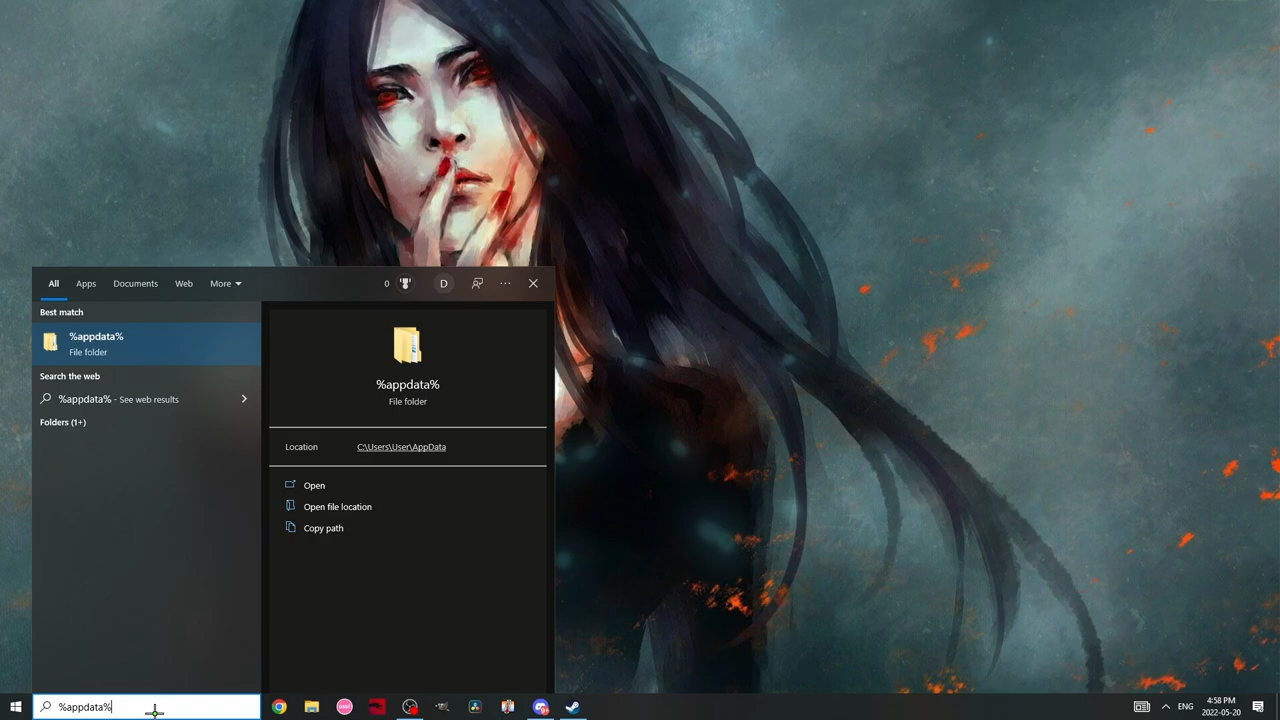 All Apps Documents Web More 0 D
Best match
%appdata%
File folder
Search the web
%appdata% - See web results
Folders (1+)
%appdata%
File folder
Location C:\Users\User\AppData
Open
Open file location
Copy path
%appdata%
osu!
ENG
4:58 PM
2022-05-20